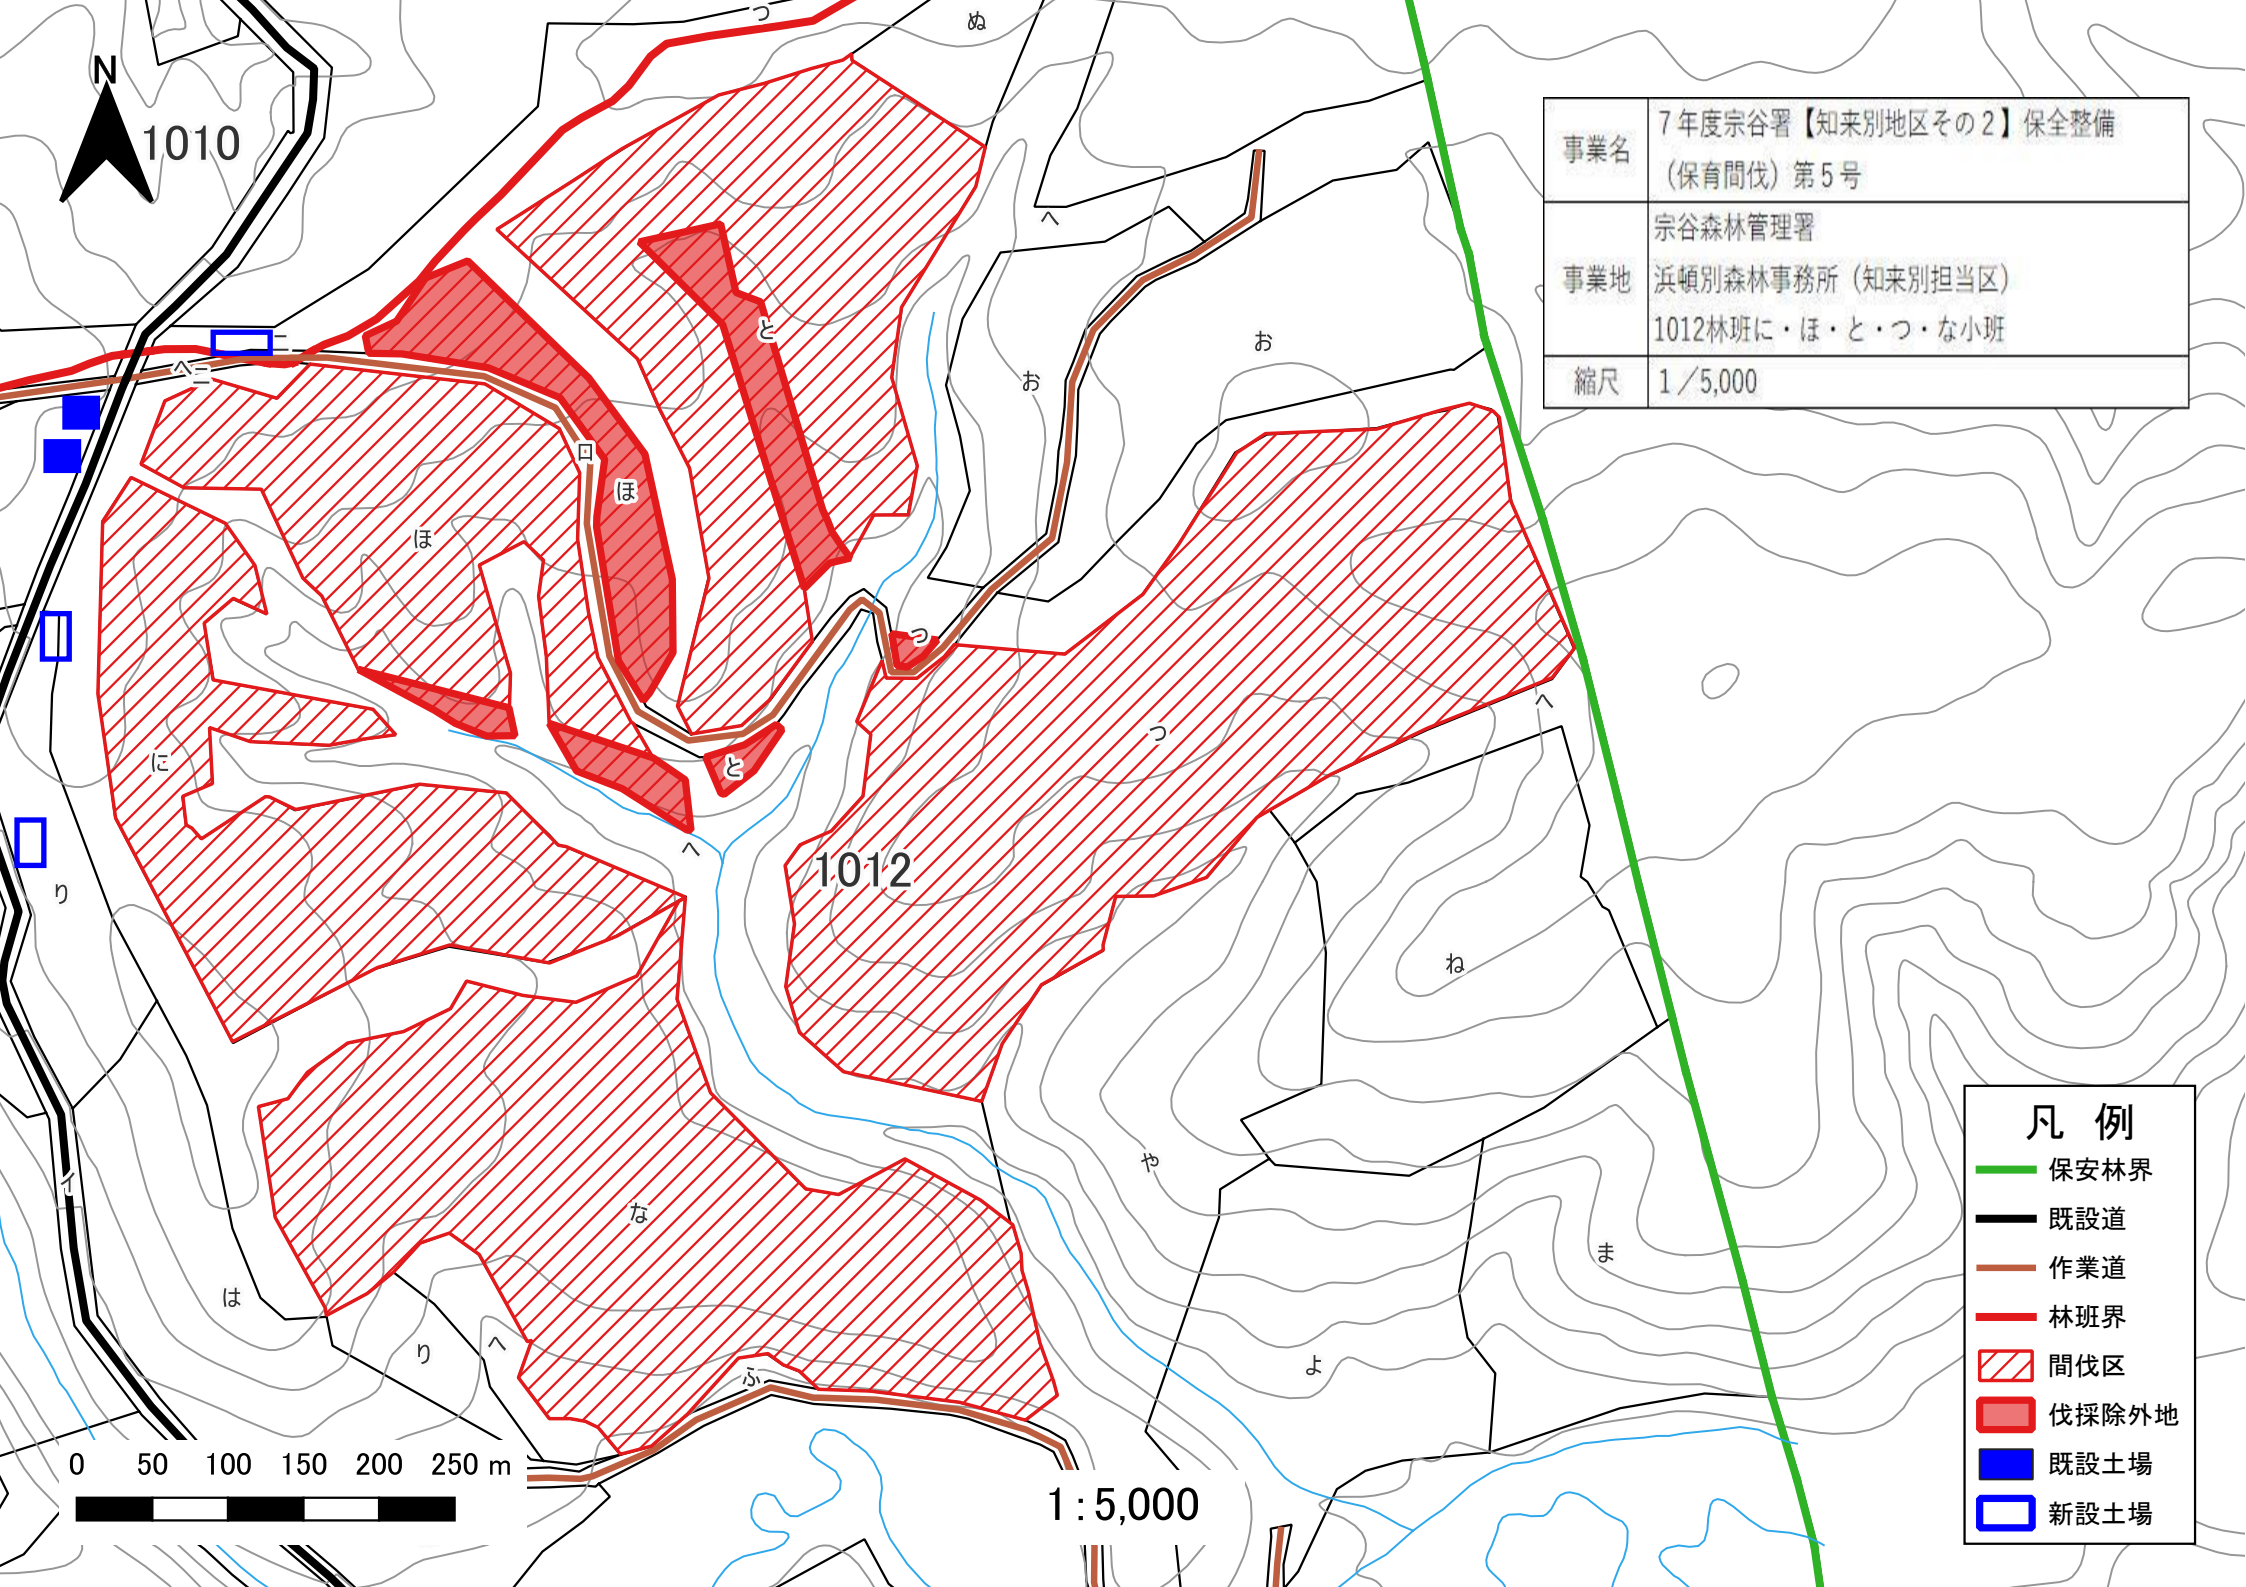 つ
ぬ
N
1010
事業名
７年度宗谷署【知来別地区その２】保全整備
（保育間伐）第５号
事業地
宗谷森林管理署
浜頓別森林事務所（知来別担当区）
1012林班に・ほ・と・つ・な小班
縮尺
１／5,000
へ
と
ニ
お
へニ
お
ロ
ほ
ほ
つ
へ
つ
に
と
へ
1012
り
ね
や
イ
な
ま
は
り
へ
よ
ふ
凡 例
保安林界
既設道
作業道
林班界
間伐区
伐採除外地
既設土場
新設土場
0 50 100 150 200 250 m
1:5,000